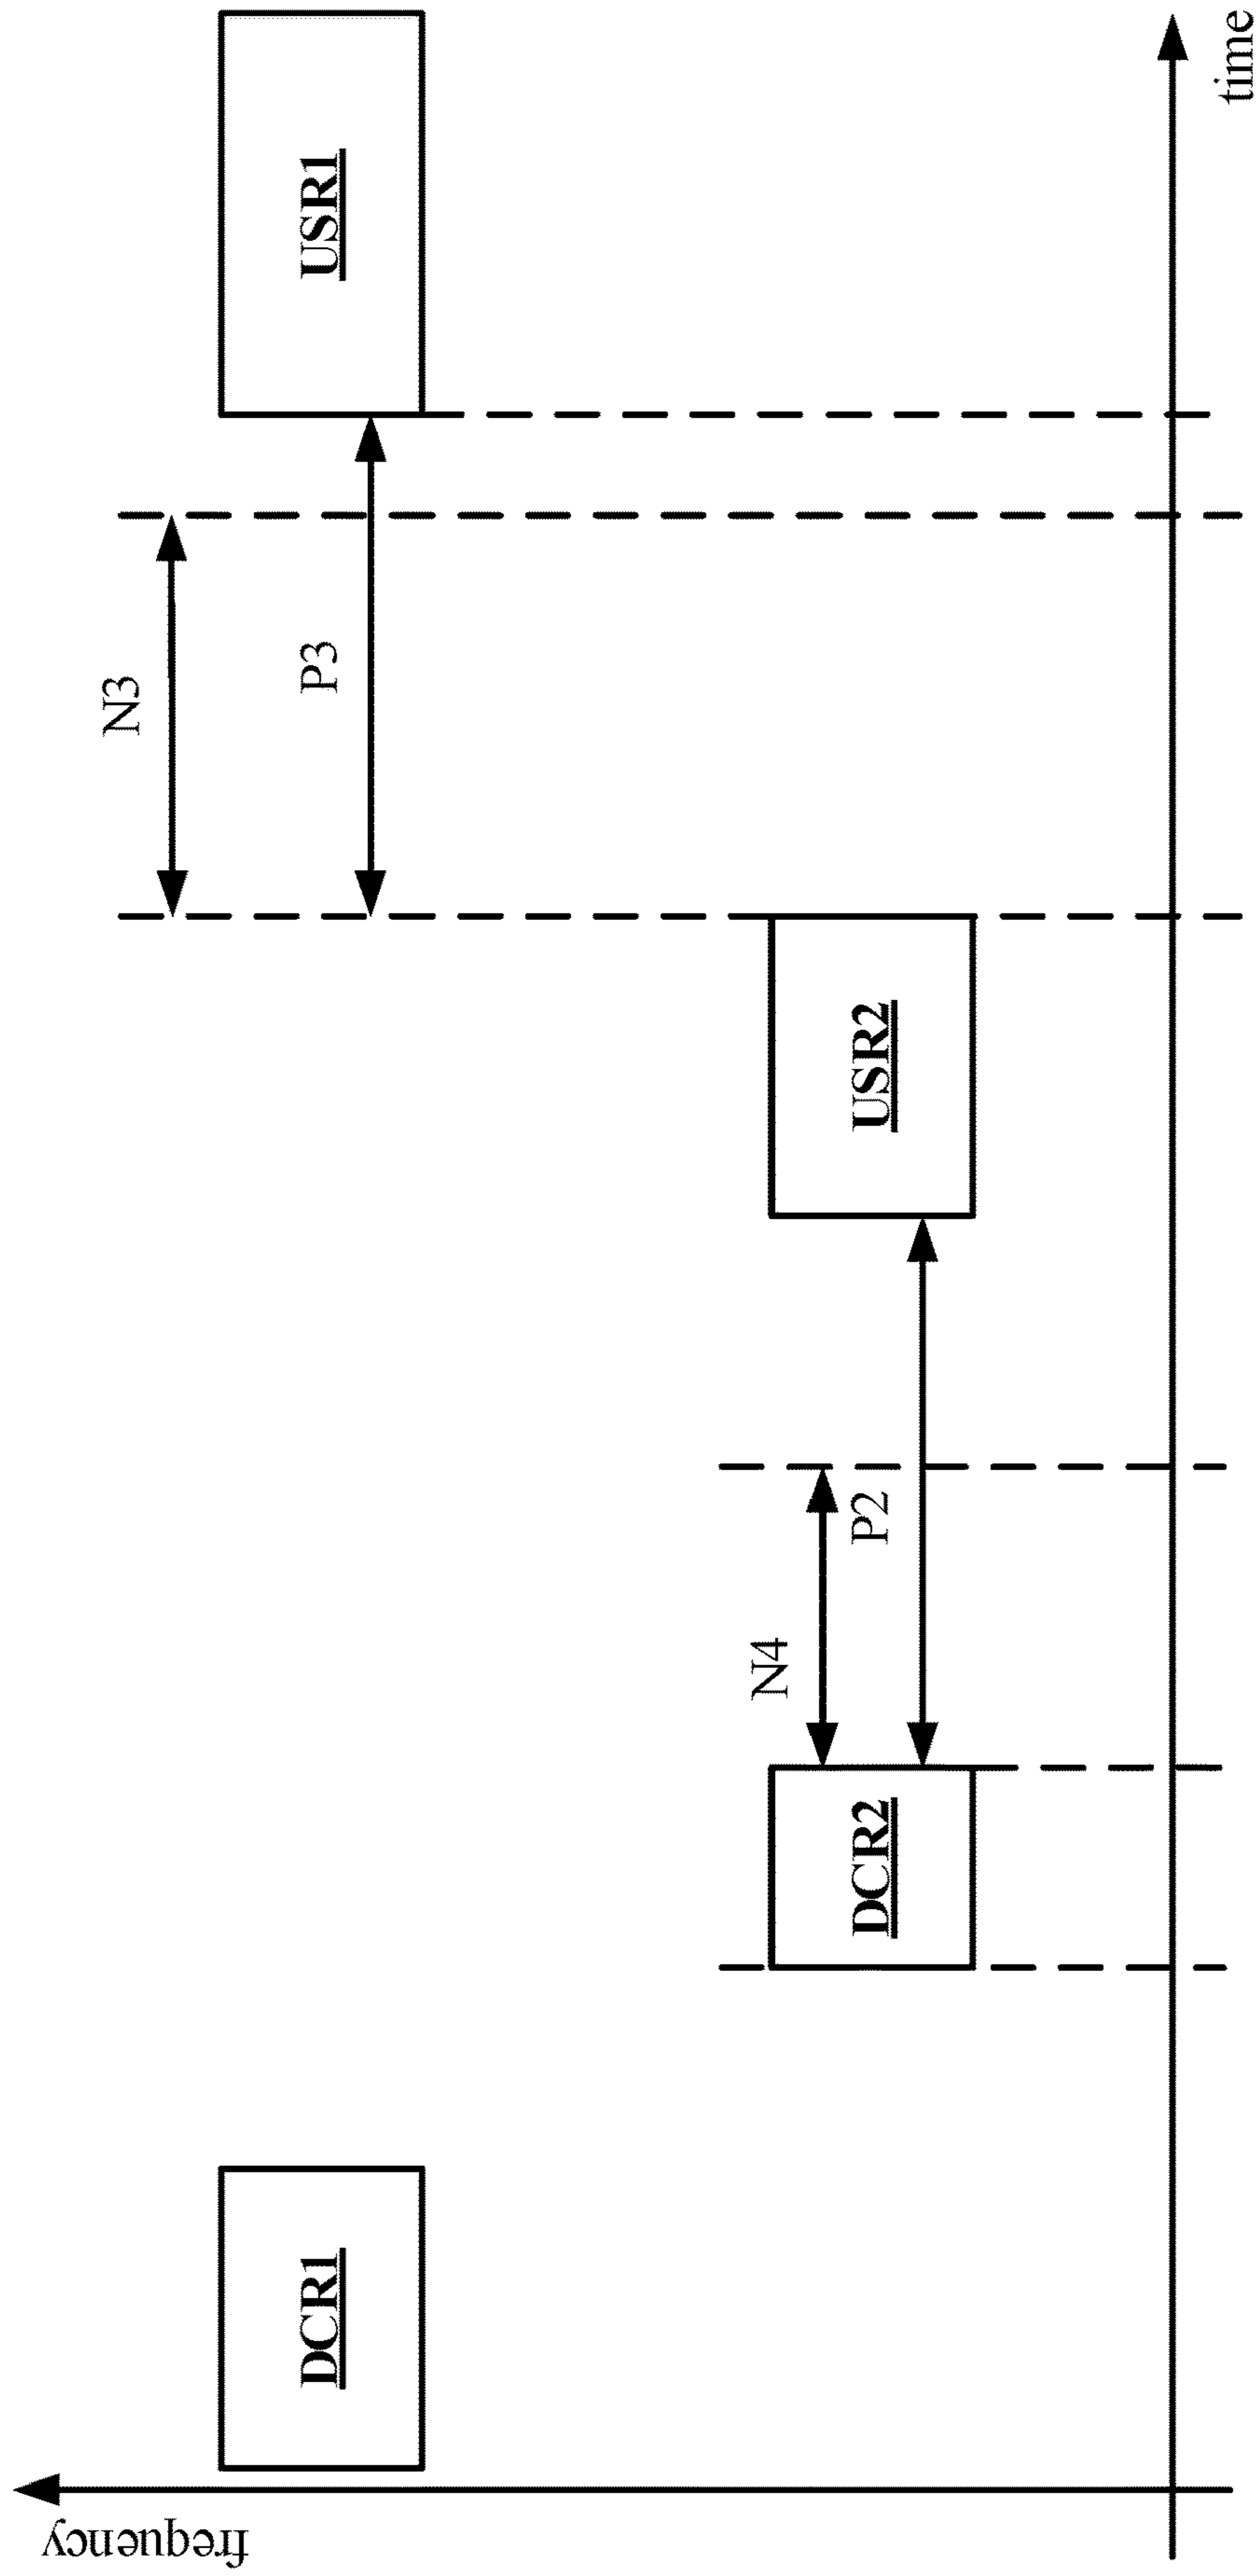 frequency
N3
P3
DCR1
USR1
N4
P2
DCR2
USR2
time